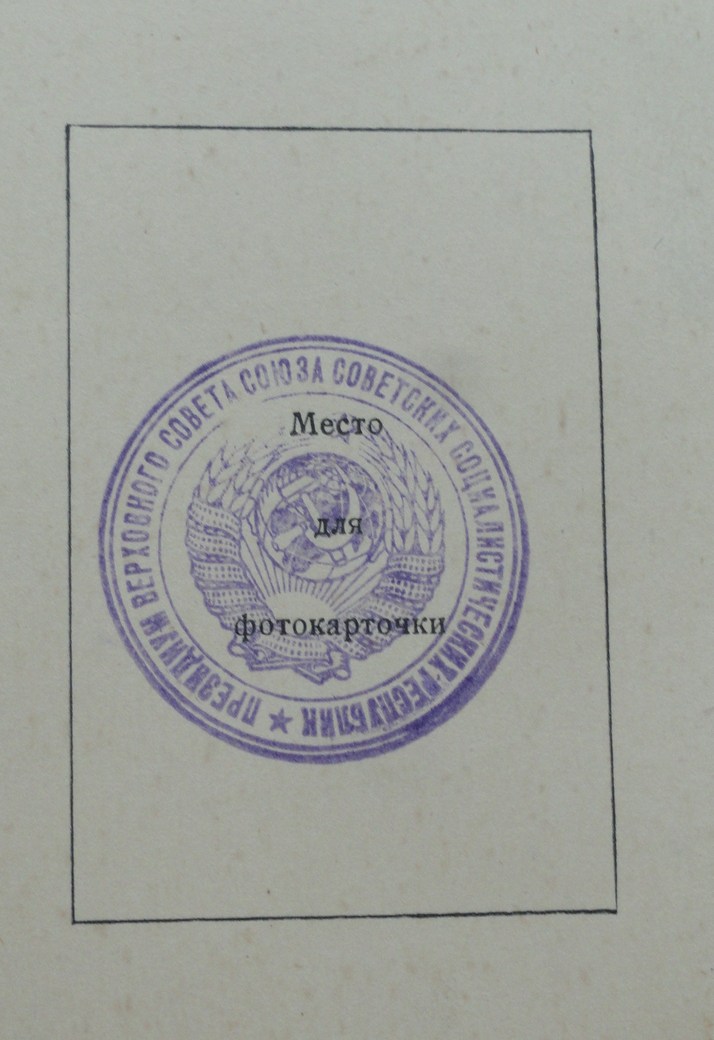 ПРЕЗИДИУМ ВЕРХОВНОГО СОВЕТА СОЮЗА СОВЕТСКИХ СОЦИАЛИСТИЧЕСКИХ РЕСПУБЛИК
Место
для
фотокарточки